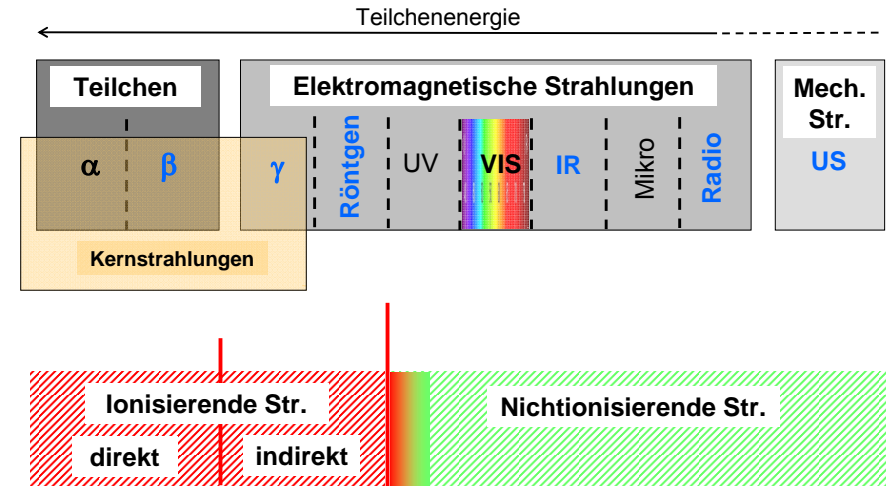 Teilchenenergie
Teilchen
Elektromagnetische Strahlungen
Mech.
Str.
α
β
γ
Röntgen
UV
VIS
IR
Mikro
Radio
US
Kernstrahlungen
Ionisierende Str.
Nichtionisierende Str.
direkt
indirekt